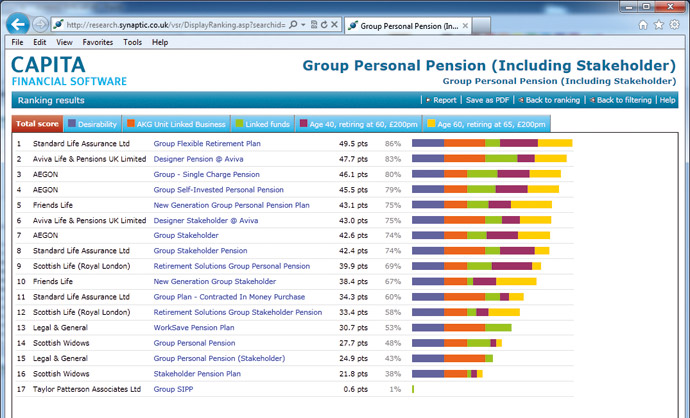 http://research.synaptic.co.uk/vsr/DisplayRanking.asp?searchid=
Group Personal Pension (In...
File Edit View Favorites Tools Help
CAPITA
FINANCIAL SOFTWARE
Group Personal Pension (Including Stakeholder)
Group Personal Pension (Including Stakeholder)
Ranking results
Report Save as PDF Back to ranking Back to filtering Help
Total score Desirability AKG Unit Linked Business Linked funds Age 40, retiring at 60, £200pm Age 60, retiring at 65, £200pm
1 Standard Life Assurance Ltd Group Flexible Retirement Plan 49.5 pts 86%
2 Aviva Life & Pensions UK Limited Designer Pension @ Aviva 47.7 pts 83%
3 AEGON Group - Single Charge Pension 46.1 pts 80%
4 AEGON Group Self-Invested Personal Pension 45.5 pts 79%
5 Friends Life New Generation Group Personal Pension Plan 43.1 pts 75%
6 Aviva Life & Pensions UK Limited Designer Stakeholder @ Aviva 43.0 pts 75%
7 AEGON Group Stakeholder 42.6 pts 74%
8 Standard Life Assurance Ltd Group Stakeholder Pension 42.4 pts 74%
9 Scottish Life (Royal London) Retirement Solutions Group Personal Pension 39.9 pts 69%
10 Friends Life New Generation Group Stakeholder 38.4 pts 67%
11 Standard Life Assurance Ltd Group Plan - Contracted In Money Purchase 34.3 pts 60%
12 Scottish Life (Royal London) Retirement Solutions Group Stakeholder Pension 33.4 pts 58%
13 Legal & General WorkSave Pension Plan 30.7 pts 53%
14 Scottish Widows Group Personal Pension 27.7 pts 48%
15 Legal & General Group Personal Pension (Stakeholder) 24.9 pts 43%
16 Scottish Widows Stakeholder Pension Plan 21.8 pts 38%
17 Taylor Patterson Associates Ltd Group SIPP 0.6 pts 1%